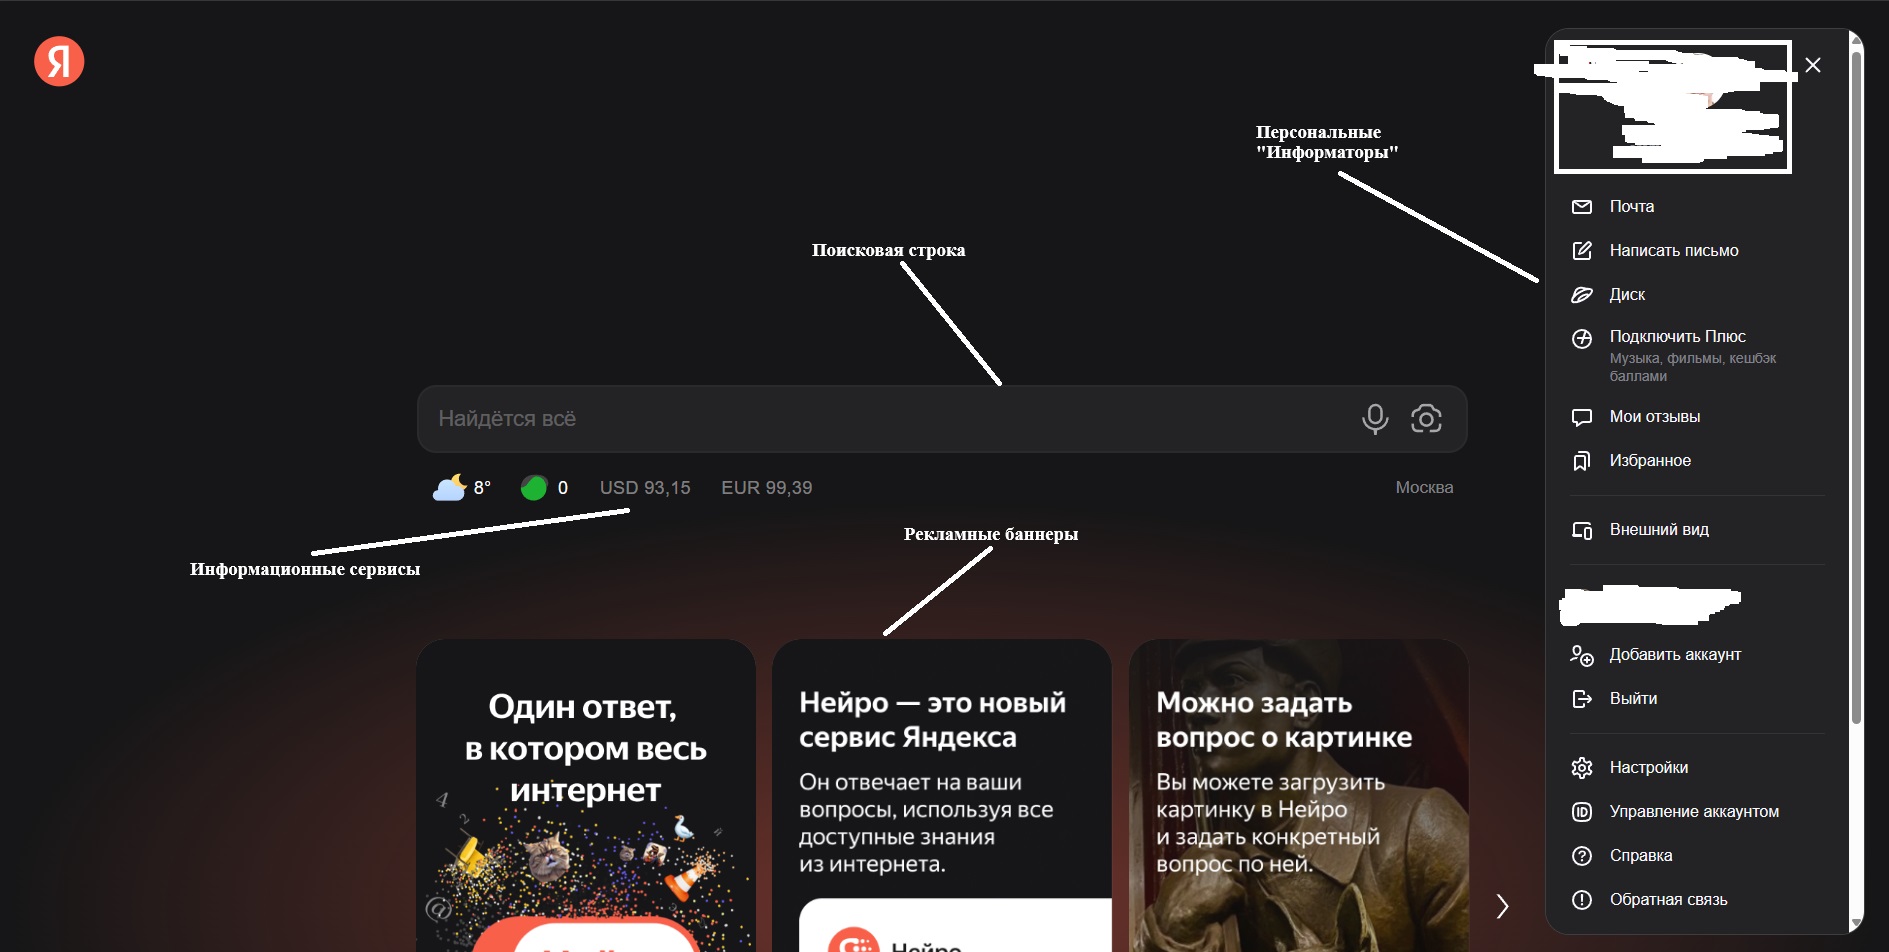 Я
Персональные
"Информаторы"
Почта
Написать письмо
Поисковая строка
Диск
Подключить Плюс
Музыка, фильмы, кешбэк
баллами
Мои отзывы
Найдётся всё
Избранное
8°
0
USD 93,15
EUR 99,39
Москва
Внешний вид
Рекламные баннеры
Информационные сервисы
Добавить аккаунт
Выйти
Настройки
Управление аккаунтом
Справка
Обратная связь
Один ответ,
в котором весь
интернет
Нейро — это новый
сервис Яндекса
Он отвечает на ваши
вопросы, используя все
доступные знания
из интернета.
Нейро
Можно задать
вопрос о картинке
Вы можете загрузить
картинку в Нейро
и задать конкретный
вопрос по ней.